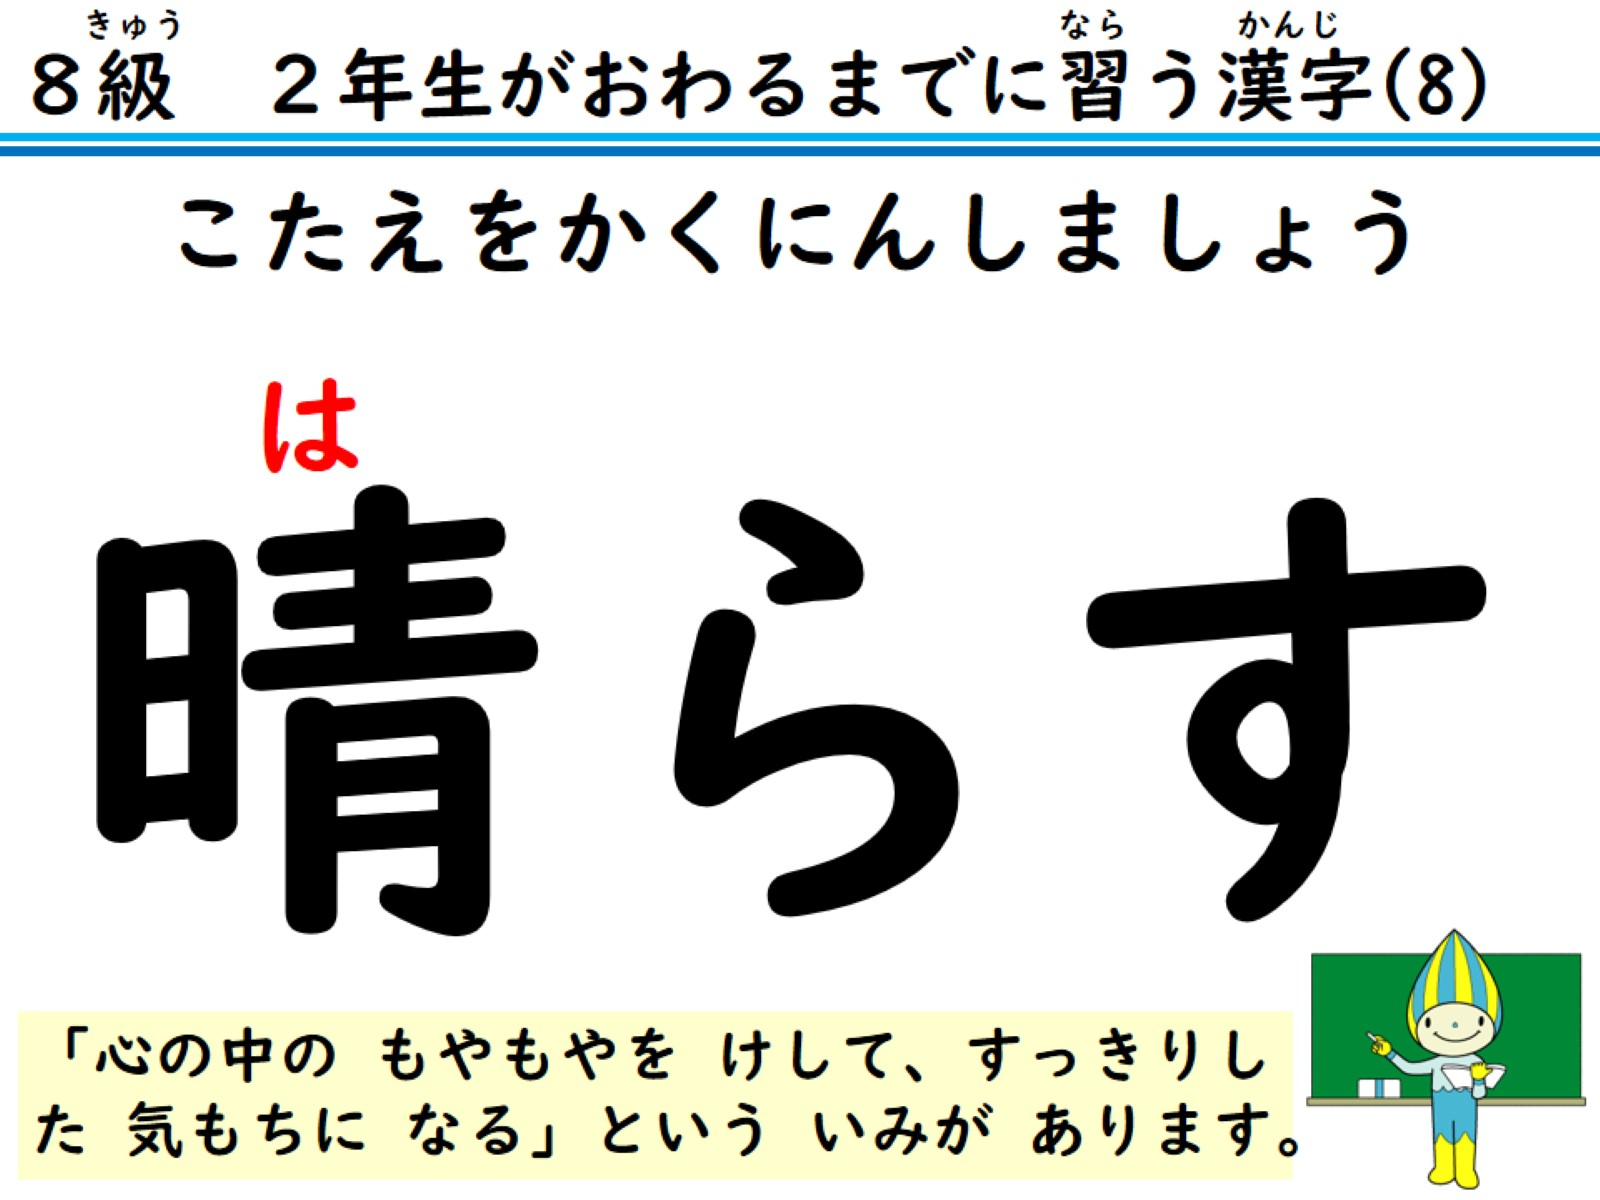 きゅう なら かんじ
８級　２年生がおわるまでに習う漢字(8)
こたえをかくにんしましょう
は
晴らす
「心の中の もやもやを けして、すっきりし
た 気もちに なる」という いみが あります。